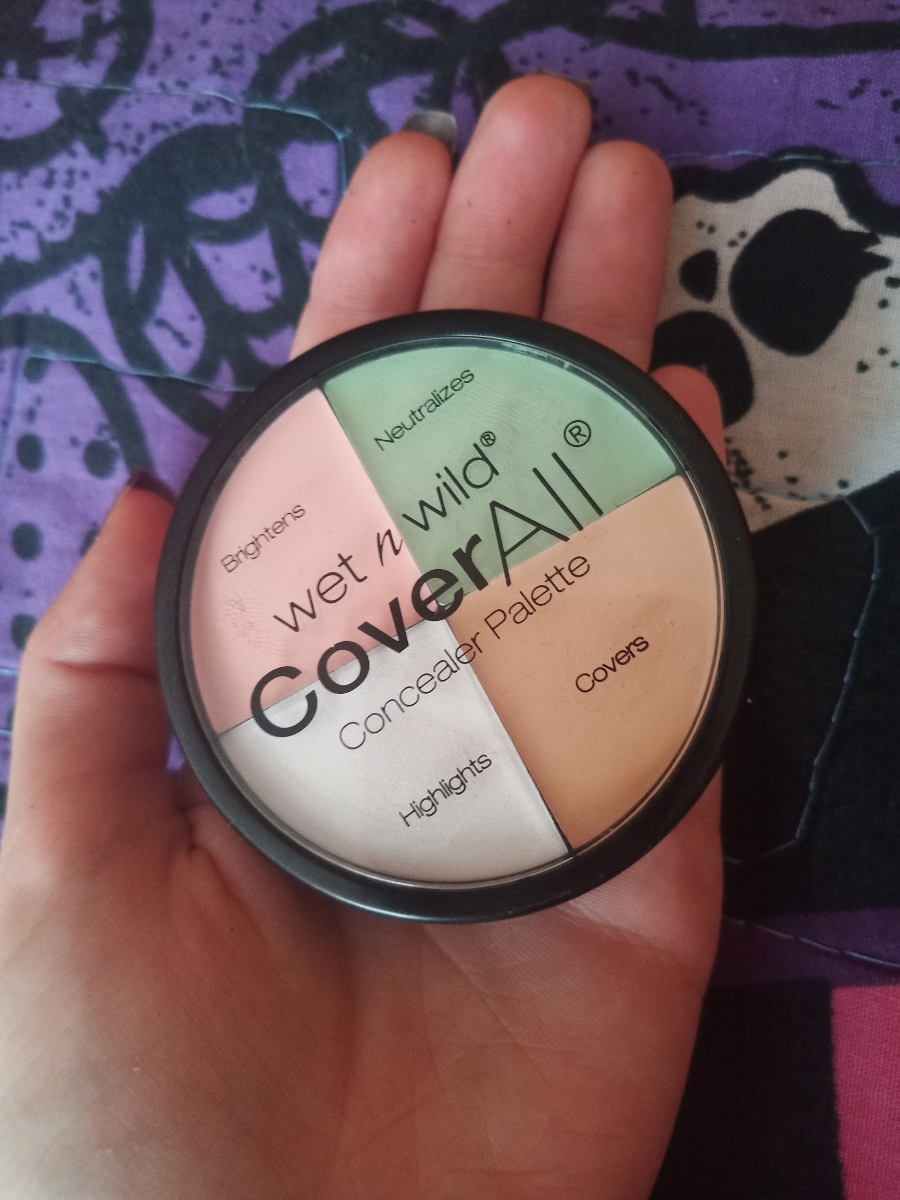 Neutralizes
Brightens
wet n wild®
CoverAll®
Concealer Palette
Covers
Highlights